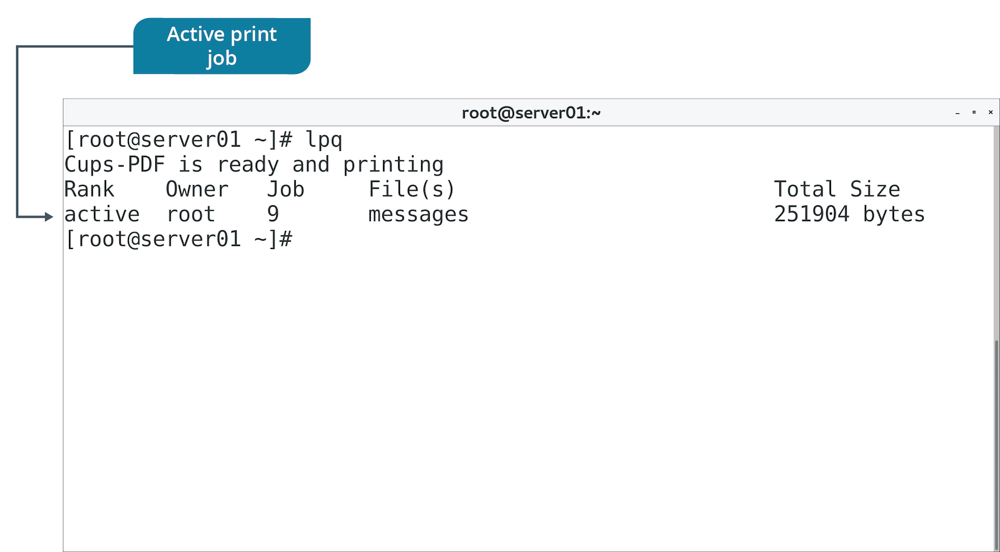 Active print
job
root@server01:~
[root@server01 ~]# lpq
Cups-PDF is ready and printing
Rank    Owner   Job     File(s)                         Total Size
active  root    9       messages                        251904 bytes
[root@server01 ~]#